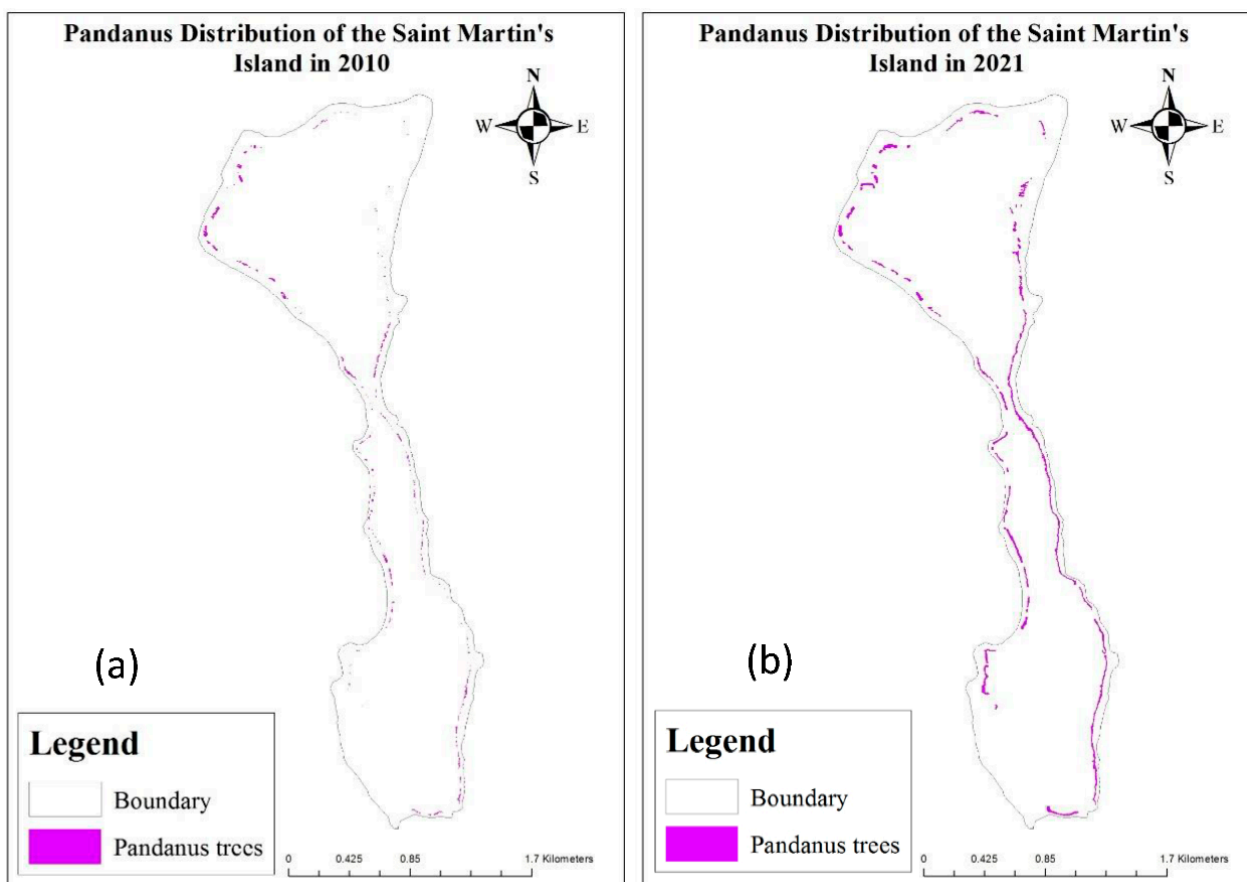 Pandanus Distribution of the Saint Martin's
Island in 2010
N
W E
S
(a)
Legend
Boundary
Pandanus trees
0 0.425 0.85 1.7 Kilometers
Pandanus Distribution of the Saint Martin's
Island in 2021
N
W E
S
(b)
Legend
Boundary
Pandanus trees
0 0.425 0.85 1.7 Kilometers